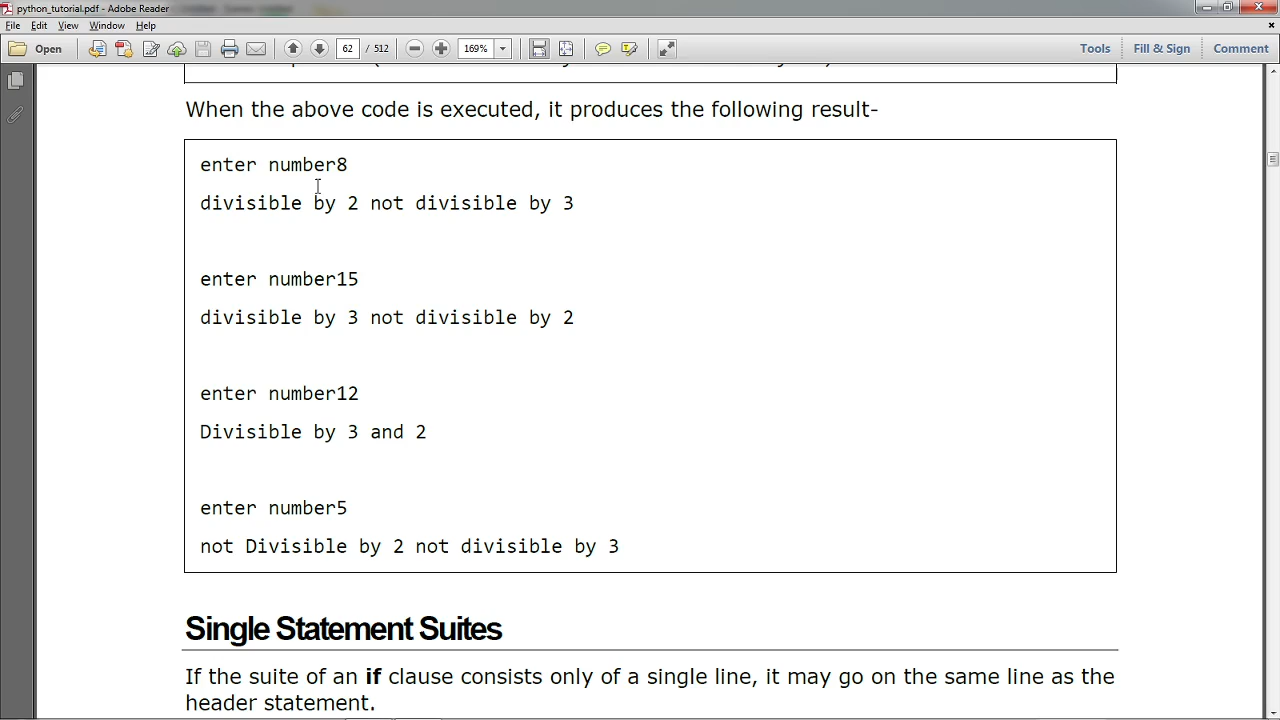 python_tutorial.pdf - Adobe Reader
File Edit View Window Help
Open 62 / 512 169% Tools Fill & Sign Comment
When the above code is executed, it produces the following result-
enter number8
divisible by 2 not divisible by 3
enter number15
divisible by 3 not divisible by 2
enter number12
Divisible by 3 and 2
enter number5
not Divisible by 2 not divisible by 3
Single Statement Suites
If the suite of an if clause consists only of a single line, it may go on the same line as the
header statement.